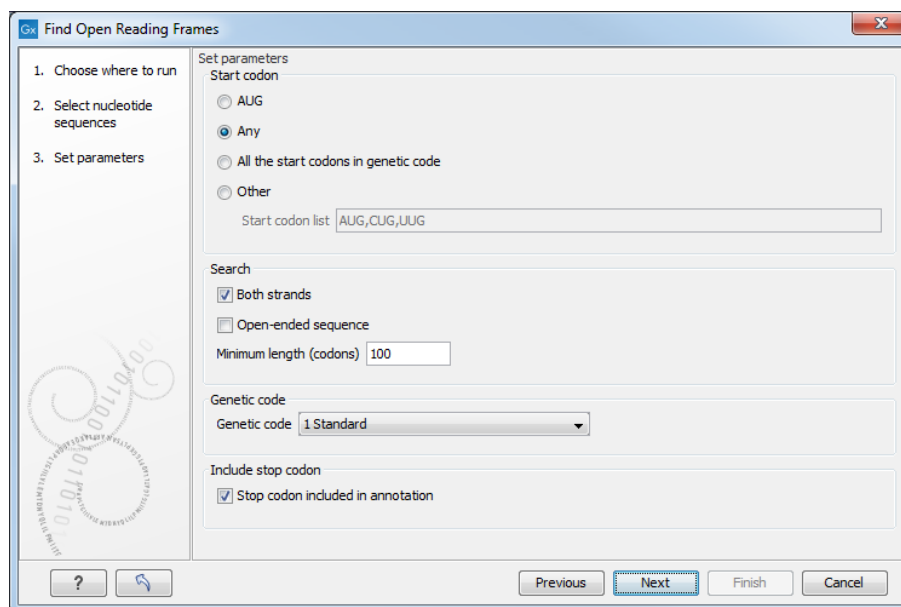 Gx Find Open Reading Frames
1. Choose where to run
2. Select nucleotide
sequences
3. Set parameters
Set parameters
Start codon
AUG
Any
All the start codons in genetic code
Other
Start codon list AUG,CUG,UUG
Search
Both strands
Open-ended sequence
Minimum length (codons) 100
Genetic code
Genetic code 1 Standard
Include stop codon
Stop codon included in annotation
? Previous Next Finish Cancel